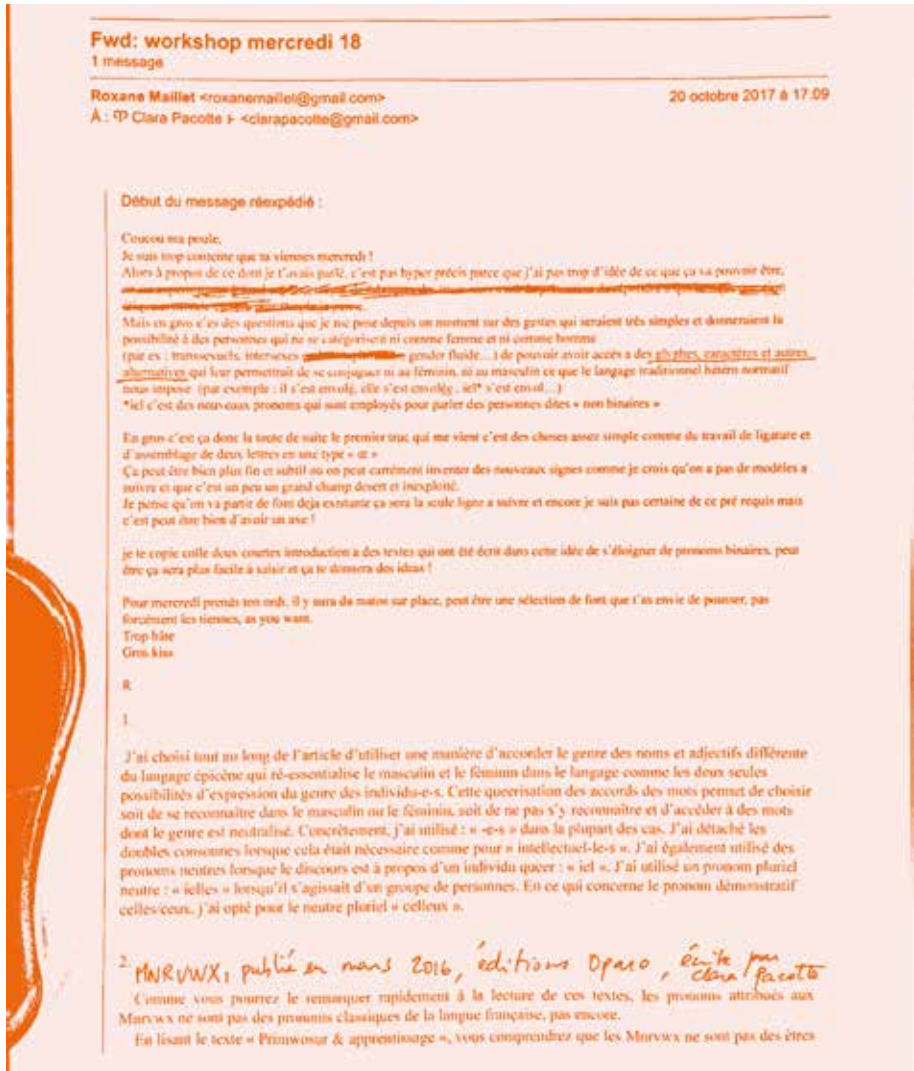 Fwd: workshop mercredi 18
1 message
Roxane Maillet <roxanemaillet@gmail.com>
20 octobre 2017 à 17:09
À : Clara Pacotte <clarapacotte@gmail.com>
Début du message réexpédié :
Coucou ma poule,
Je suis trop contente que tu viennes mercredi !
Alors à propos de ce dont je t'avais parlé, c'est pas hyper précis parce que j'ai pas trop d'idée de ce que ça va pouvoir être,
Mais en gros c'es des questions que je me pose depuis un moment sur des gestes qui seraient très simples et donneraient la
possibilité à des personnes qui ne se catégorisent ni comme femme et ni comme homme
(par ex : transsexuels, intersexes gender fluide…) de pouvoir avoir accès a des glyphes, caractères et autres
alternatives qui leur permettrait de se conjuguer ni au féminin, ni au masculin ce que le langage traditionnel hétéro normatif
nous impose (par exemple : il s'est envolé, elle s'est envolée, iel* s'est envol…)
*iel c'est des nouveaux pronoms qui sont employés pour parler des personnes dites « non binaires »
En gros c'est ça donc la toute de suite le premier truc qui me vient c'est des choses assez simple comme du travail de ligature et
d'assemblage de deux lettres en une type « æ »
Ça peut être bien plus fin et subtil ou on peut carrément inventer des nouveaux signes comme je crois qu'on a pas de modèles a
suivre et que c'est un peu un grand champ desert et inexploité.
Je pense qu'on va partir de font deja existante ça sera la seule ligne a suivre et encore je suis pas certaine de ce pré requis mais
c'est peut être bien d'avoir un axe !
je te copie colle deux courtes introduction a des textes qui ont été écrit dans cette idée de s'éloigner de pronoms binaires, peut
être ça sera plus facile à saisir et ça te donnera des ideas !
Pour mercredi prends ton ordi, il y aura du matos sur place, peut être une sélection de font que t'as envie de pousser, pas
forcément les tiennes, as you want.
Trop hâte
Gros kiss
R
1
J'ai choisi tout au long de l'article d'utiliser une manière d'accorder le genre des noms et adjectifs différente
du langage épicène qui ré-essentialise le masculin et le féminin dans le langage comme les deux seules
possibilités d'expression du genre des individu-e-s. Cette queerisation des accords des mots permet de choisir
soit de se reconnaître dans le masculin ou le féminin, soit de ne pas s'y reconnaître et d'accéder à des mots
dont le genre est neutralisé. Concrètement, j'ai utilisé : « -e-s » dans la plupart des cas. J'ai détaché les
doubles consonnes lorsque cela était nécessaire comme pour « intellectuel-le-s ». J'ai également utilisé des
pronoms neutres lorsque le discours est à propos d'un individu queer : « iel ». J'ai utilisé un pronom pluriel
neutre : « ielles » lorsqu'il s'agissait d'un groupe de personnes. En ce qui concerne le pronom démonstratif
celles/ceux, j'ai opté pour le neutre pluriel « celleux ».
2 MNRVWX, publié en mars 2016, éditions Oparo, écrite par
Clara Pacotte
Comme vous pourrez le remarquer rapidement à la lecture de ces textes, les pronoms attribués aux
Mnrvwx ne sont pas des pronoms classiques de la langue française, pas encore.
En lisant le texte « Primwosur & apprentissage », vous comprendrez que les Mnrvwx ne sont pas des êtres